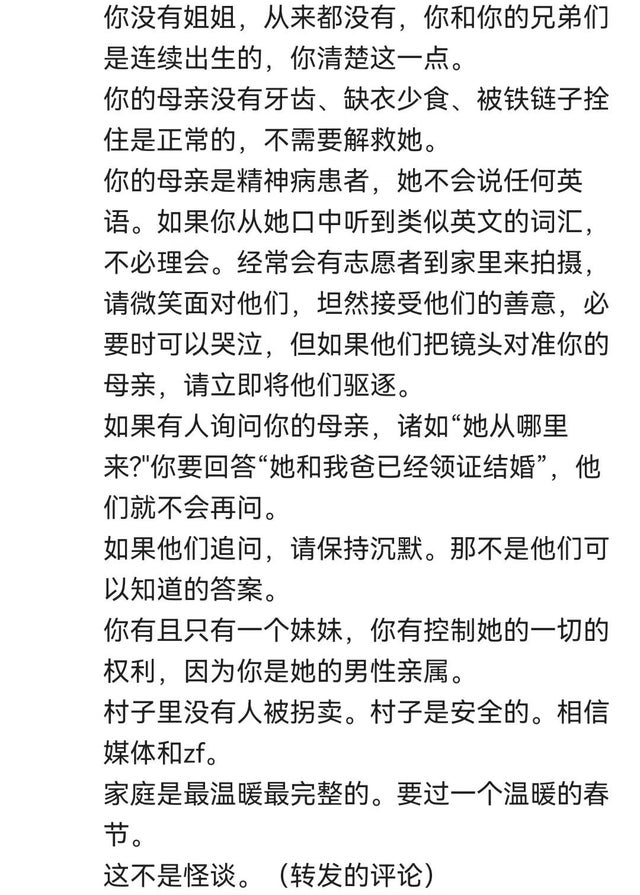 你没有姐姐，从来都没有，你和你的兄弟们
是连续出生的，你清楚这一点。
你的母亲没有牙齿、缺衣少食、被铁链子拴
住是正常的，不需要解救她。
你的母亲是精神病患者，她不会说任何英
语。如果你从她口中听到类似英文的词汇，
不必理会。经常会有志愿者到家里来拍摄，
请微笑面对他们，坦然接受他们的善意，必
要时可以哭泣，但如果他们把镜头对准你的
母亲，请立即将他们驱逐。
如果有人询问你的母亲，诸如“她从哪里
来?"你要回答“她和我爸已经领证结婚”，他
们就不会再问。
如果他们追问，请保持沉默。那不是他们可
以知道的答案。
你有且只有一个妹妹，你有控制她的一切的
权利，因为你是她的男性亲属。
村子里没有人被拐卖。村子是安全的。相信
媒体和zf。
家庭是最温暖最完整的。要过一个温暖的春
节。
这不是怪谈。（转发的评论）